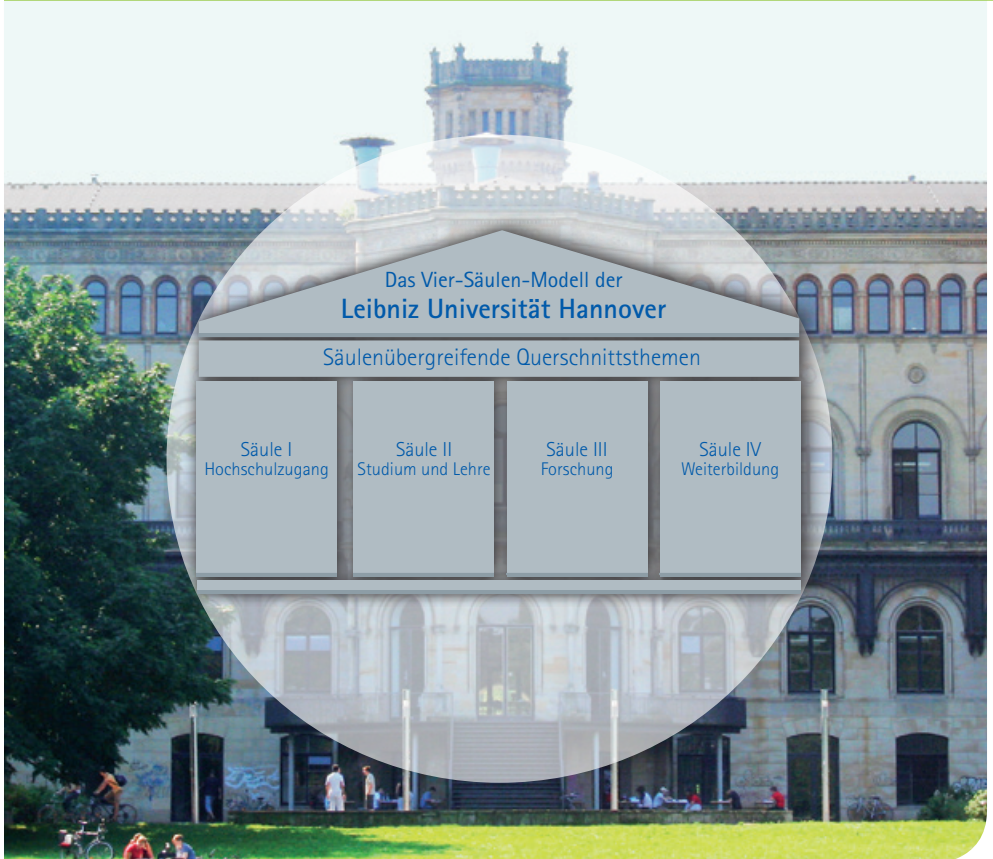 Das Vier-Säulen-Modell der
Leibniz Universität Hannover
Säulenübergreifende Querschnittsthemen
Säule I
Hochschulzugang
Säule II
Studium und Lehre
Säule III
Forschung
Säule IV
Weiterbildung